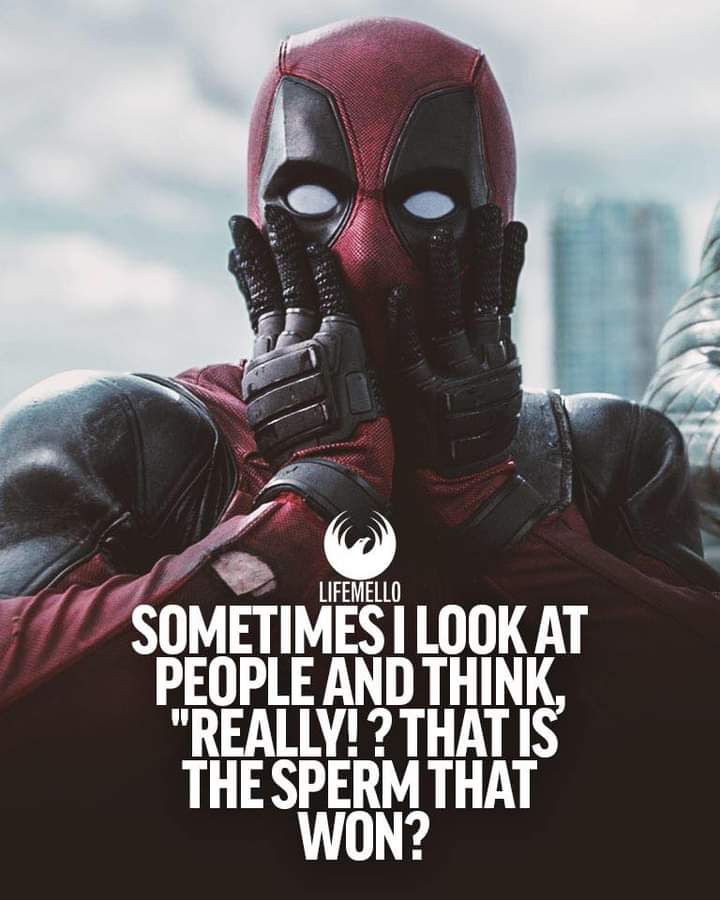 LIFEMELLO
SOMETIMES I LOOK AT
PEOPLE AND THINK,
"REALLY! ? THAT IS
THE SPERM THAT
WON?